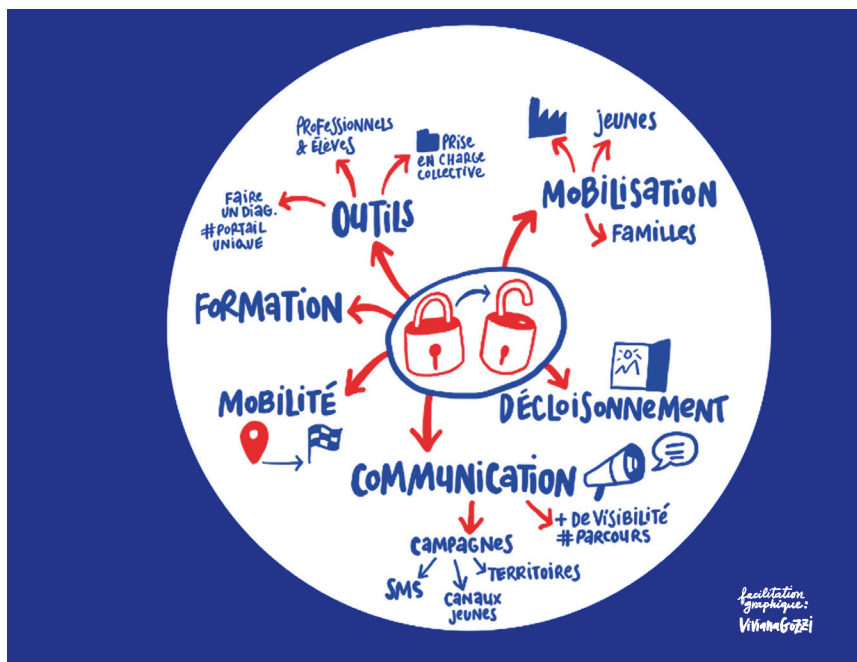 PROFESSIONNELS
& ÉLÈVES
PRISE
EN CHARGE
COLLECTIVE
FAIRE
UN DIAG.
#PORTAIL
UNIQUE
OUTILS
JEUNES
MOBILISATION
FAMILLES
FORMATION
MOBILITÉ
DÉCLOISONNEMENT
COMMUNICATION
+ DE VISIBILITÉ
#PARCOURS
CAMPAGNES
SMS
CANAUX
JEUNES
TERRITOIRES
facilitation
graphique:
VIVIANAGOZZI